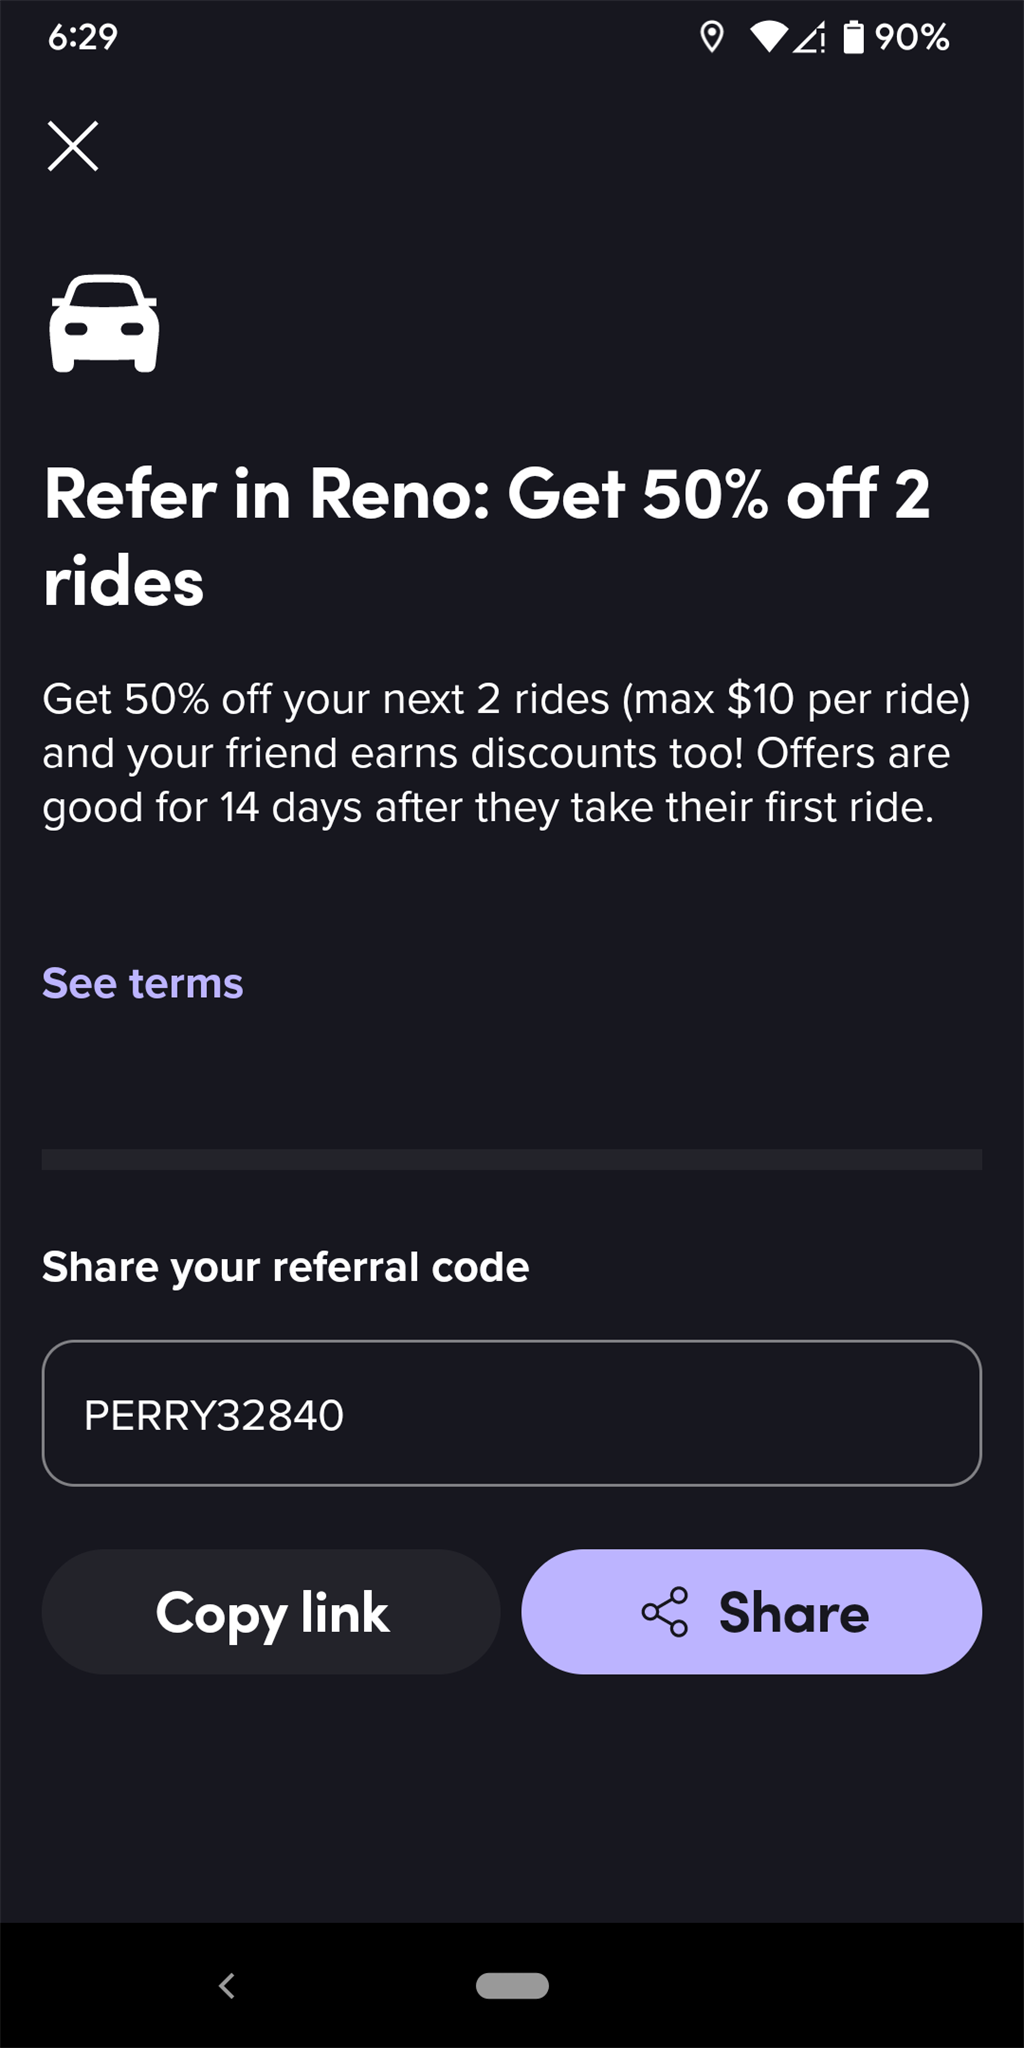 6:29
90%
Refer in Reno: Get 50% off 2
rides
Get 50% off your next 2 rides (max $10 per ride)
and your friend earns discounts too! Offers are
good for 14 days after they take their first ride.
See terms
Share your referral code
PERRY32840
Copy link
Share